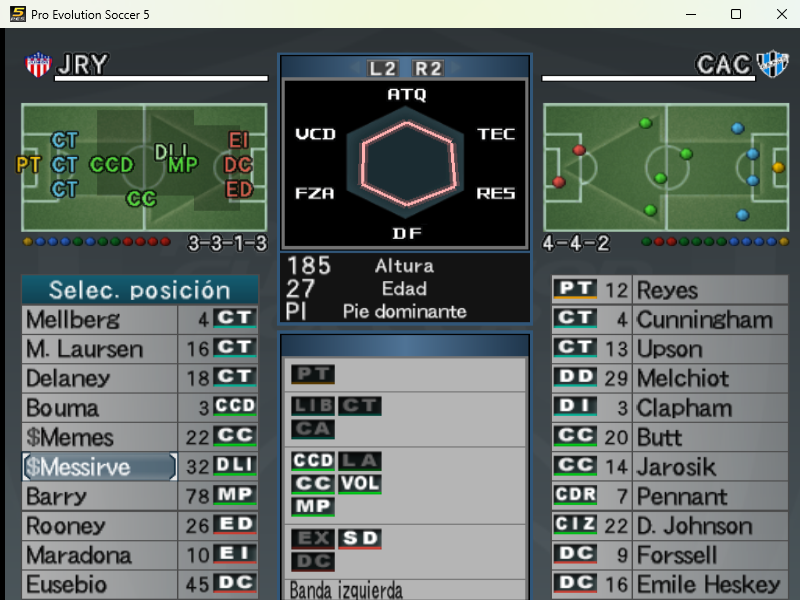 Pro Evolution Soccer 5
JRY
L2 R2
CAC
ATQ
VCD TEC
FZA RES
DF
CT
DLI EI
PT CT CCD MP DC
CT ED
CC
3-3-1-3
4-4-2
185 Altura
27 Edad
PI Pie dominante
Selec. posición
Mellberg 4 CT
M. Laursen 16 CT
Delaney 18 CT
Bouma 3 CCD
$Memes 22 CC
$Messirve 32 DLI
Barry 78 MP
Rooney 26 ED
Maradona 10 EI
Eusebio 45 DC
PT
LIB CT
CA
CCD LA
CC VOL
MP
EX SD
DC
Banda izquierda
PT 12 Reyes
CT 4 Cunningham
CT 13 Upson
DD 29 Melchiot
DI 3 Clapham
CC 20 Butt
CC 14 Jarosik
CDR 7 Pennant
CIZ 22 D. Johnson
DC 9 Forssell
DC 16 Emile Heskey